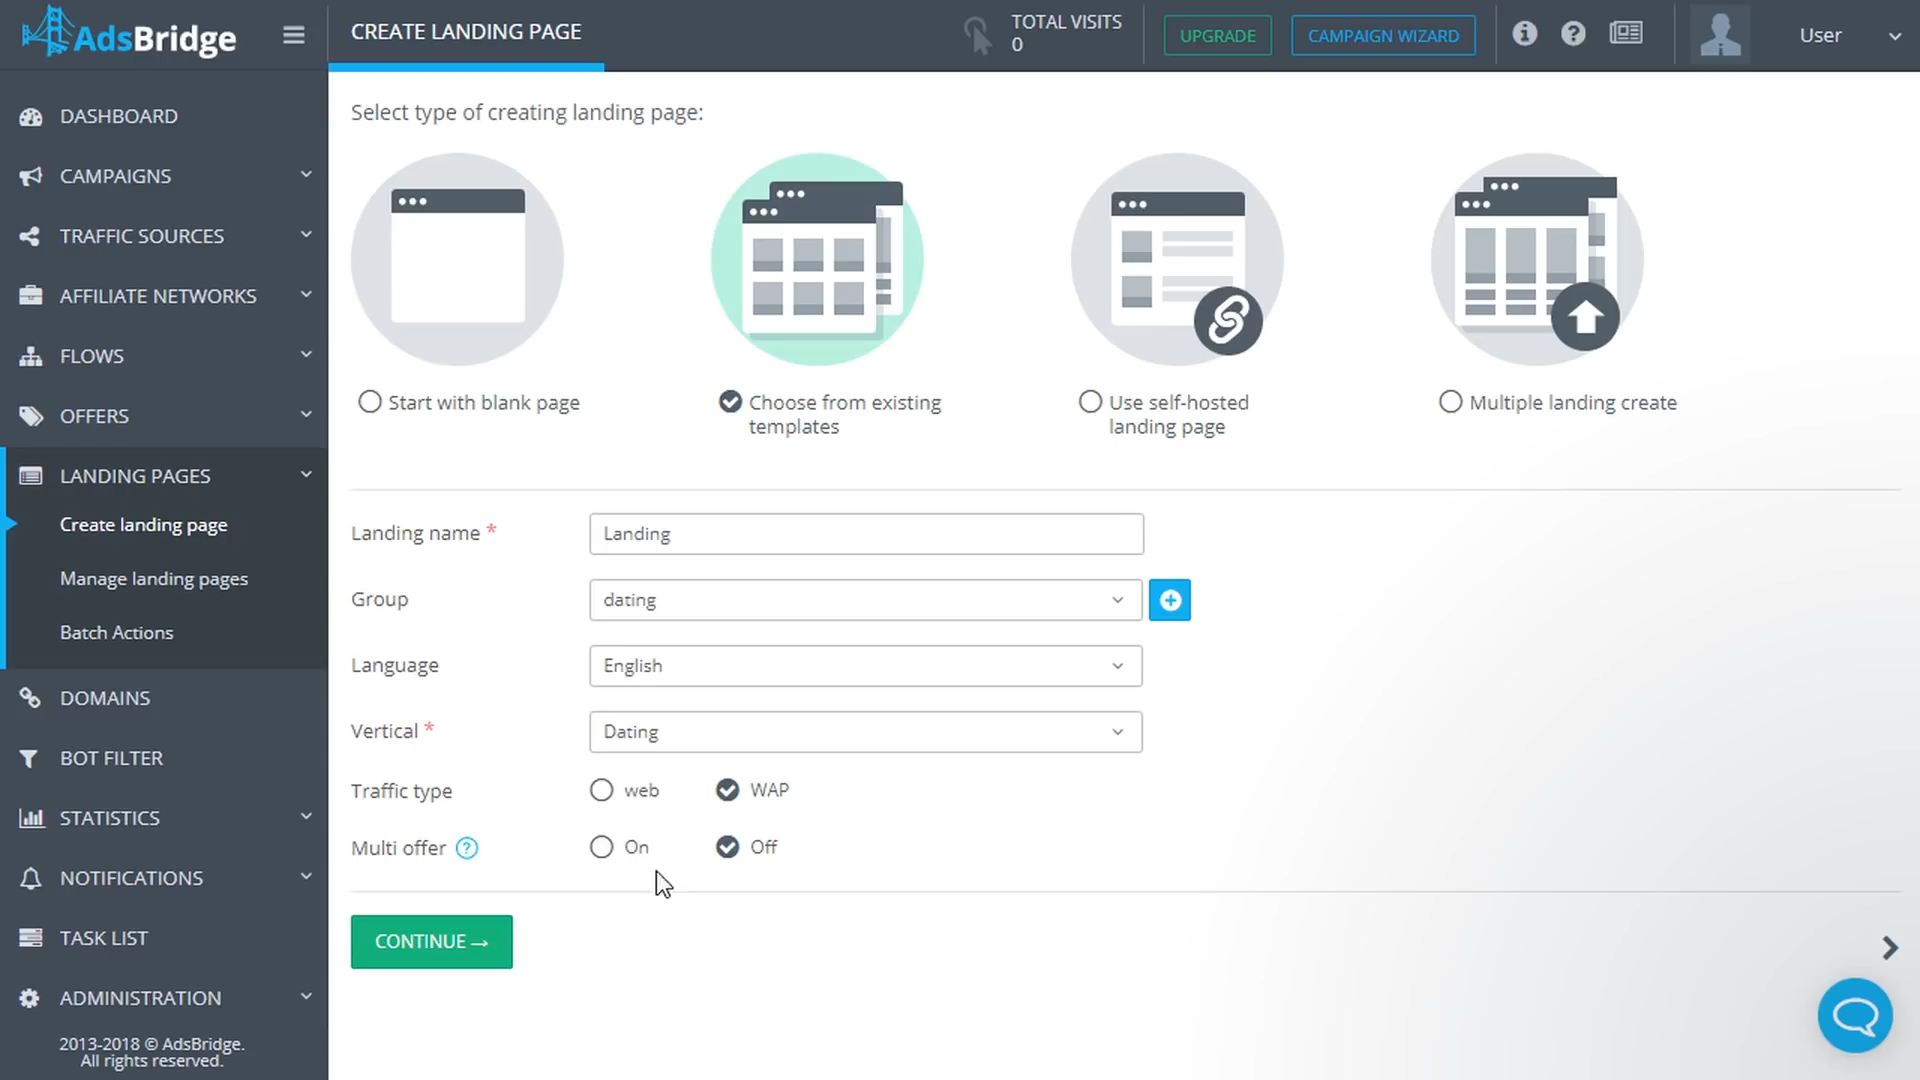 AdsBridge
CREATE LANDING PAGE
TOTAL VISITS
0
UPGRADE
CAMPAIGN WIZARD
User
DASHBOARD
CAMPAIGNS
TRAFFIC SOURCES
AFFILIATE NETWORKS
FLOWS
OFFERS
LANDING PAGES
Create landing page
Manage landing pages
Batch Actions
DOMAINS
BOT FILTER
STATISTICS
NOTIFICATIONS
TASK LIST
ADMINISTRATION
2013-2018 © AdsBridge.
All rights reserved.
Select type of creating landing page:
Start with blank page
Choose from existing
templates
Use self-hosted
landing page
Multiple landing create
Landing name * Landing
Group dating
Language English
Vertical * Dating
Traffic type web WAP
Multi offer ? On Off
CONTINUE →